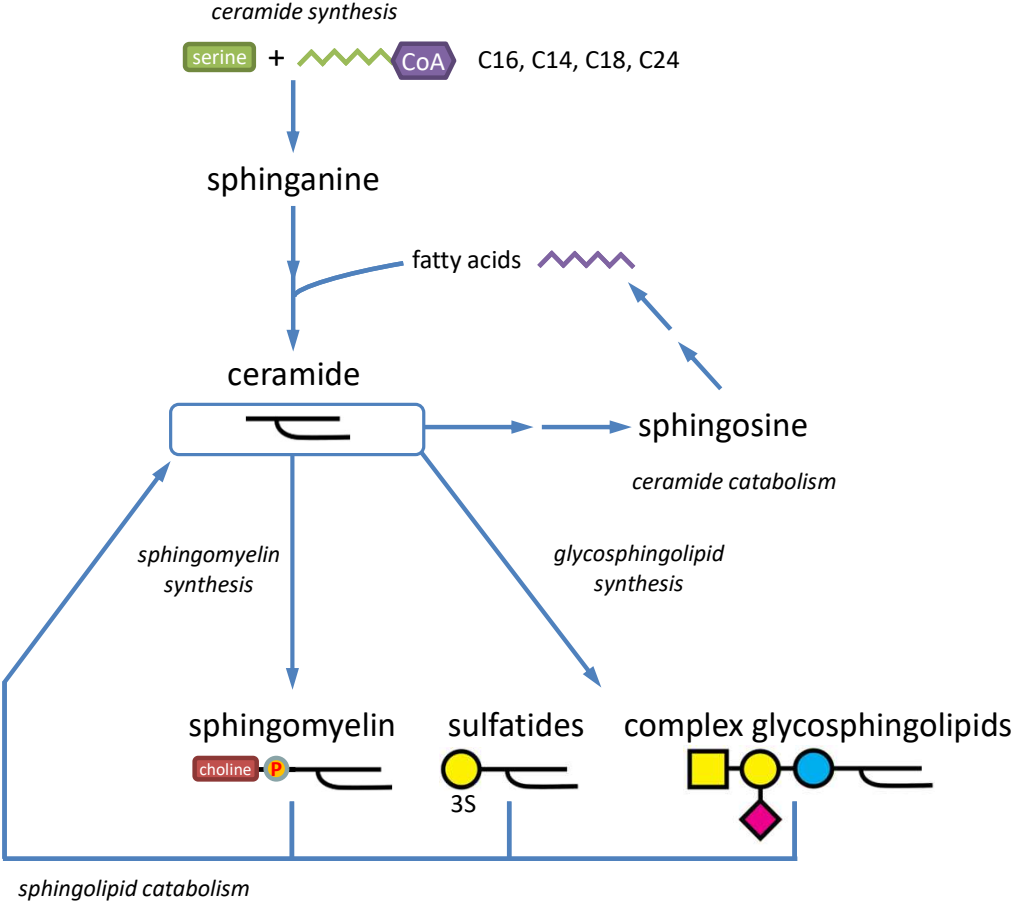 ceramide synthesis
serine + CoA C16, C14, C18, C24
sphinganine
fatty acids
ceramide
sphingosine
ceramide catabolism
sphingomyelin
synthesis
glycosphingolipid
synthesis
sphingomyelin sulfatides complex glycosphingolipids
choline P
3S
sphingolipid catabolism